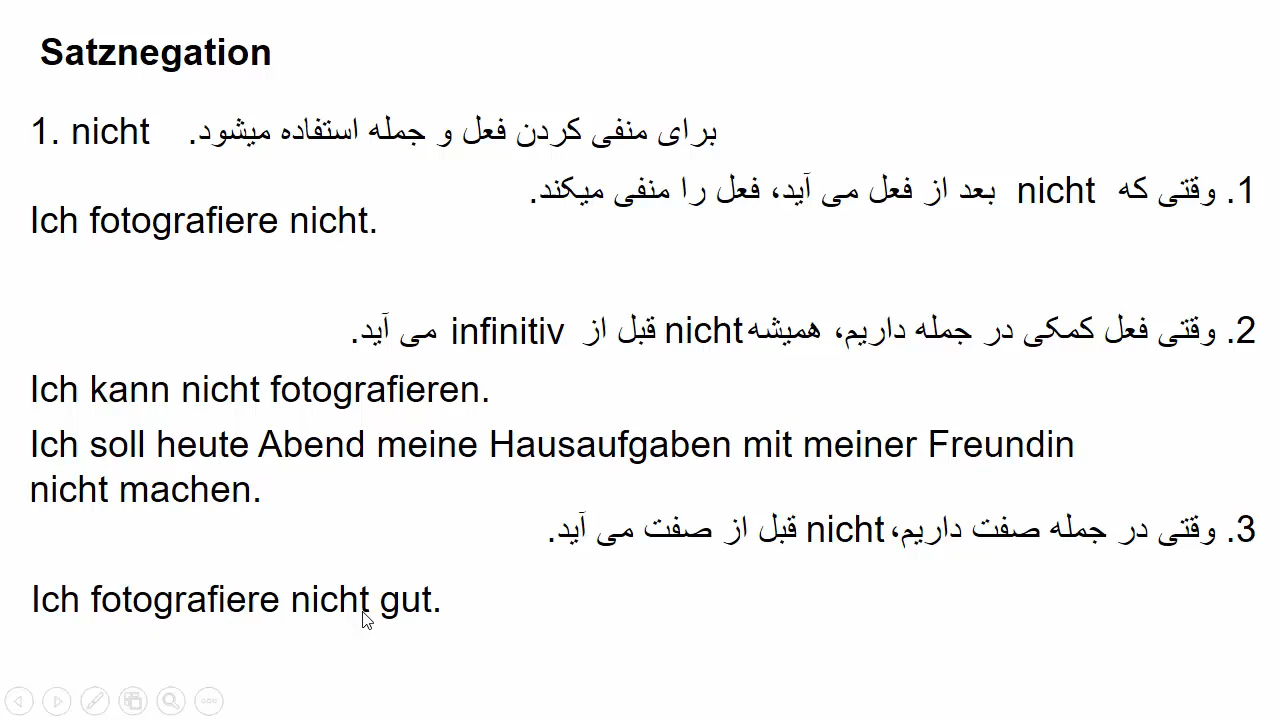 Satznegation
1. nicht برای منفی کردن فعل و جمله استفاده میشود.
1. وقتی که nicht بعد از فعل می آید، فعل را منفی میکند.
Ich fotografiere nicht.
2. وقتی فعل کمکی در جمله داریم، همیشه nicht قبل از infinitiv می آید.
Ich kann nicht fotografieren.
Ich soll heute Abend meine Hausaufgaben mit meiner Freundin
nicht machen.
3. وقتی در جمله صفت داریم، nicht قبل از صفت می آید.
Ich fotografiere nicht gut.